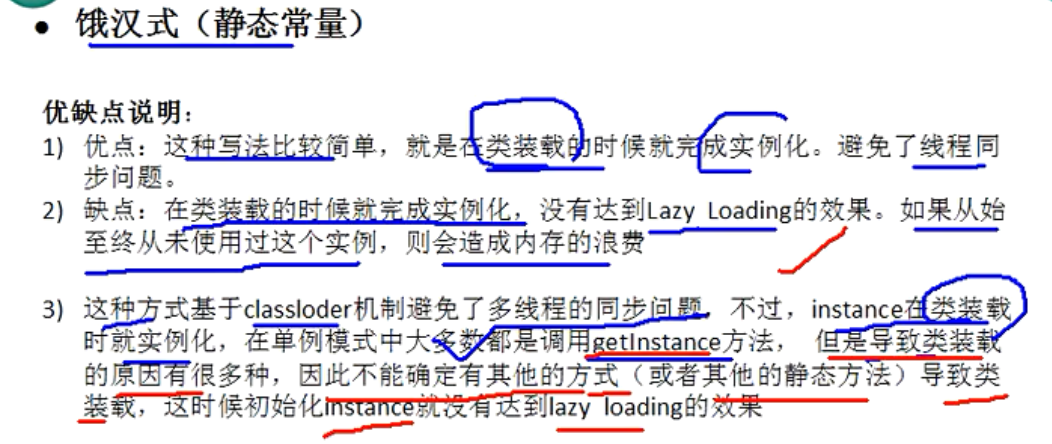 • 饿汉式（静态常量）
优缺点说明：
1) 优点：这种写法比较简单，就是在类装载的时候就完成实例化。避免了线程同
步问题。
2) 缺点：在类装载的时候就完成实例化，没有达到Lazy Loading的效果。如果从始
至终从未使用过这个实例，则会造成内存的浪费
3) 这种方式基于classloder机制避免了多线程的同步问题，不过，instance在类装载
时就实例化，在单例模式中大多数都是调用getInstance方法， 但是导致类装载
的原因有很多种，因此不能确定有其他的方式（或者其他的静态方法）导致类
装载，这时候初始化instance就没有达到lazy loading的效果